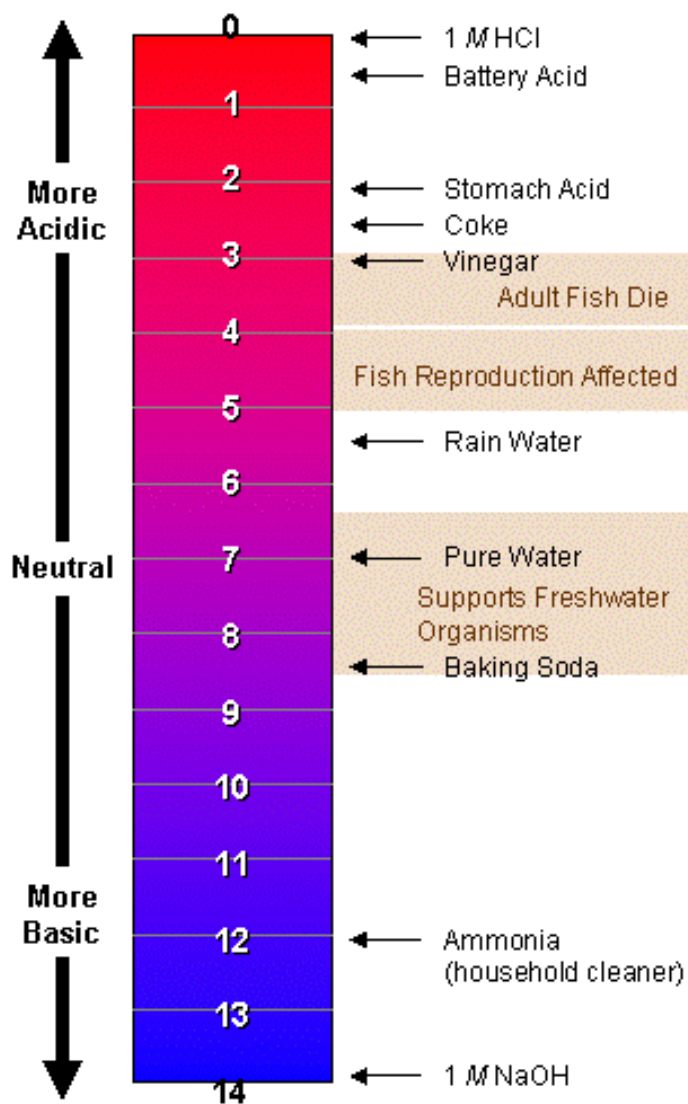 0
1 M HCl
Battery Acid
1
More
Acidic
2
Stomach Acid
Coke
3
Vinegar
Adult Fish Die
4
Fish Reproduction Affected
5
Rain Water
6
Neutral
7
Pure Water
Supports Freshwater
Organisms
8
Baking Soda
9
10
11
More
Basic
12
Ammonia
(household cleaner)
13
14
1 M NaOH